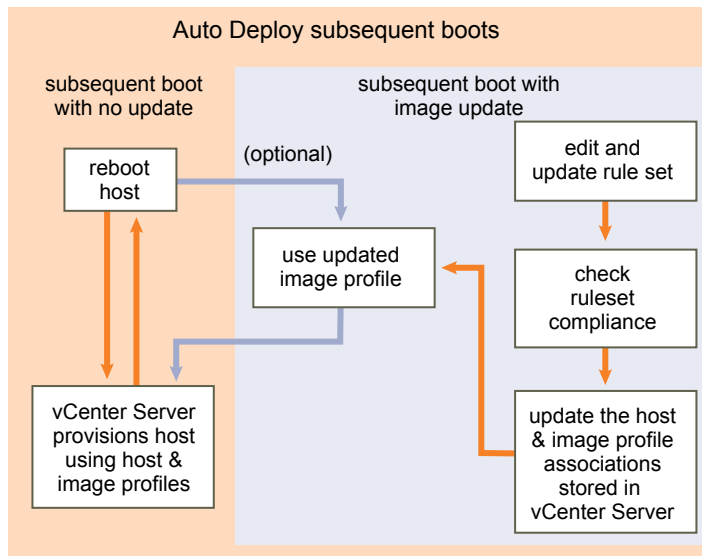 Auto Deploy subsequent boots
subsequent boot
with no update
subsequent boot with
image update
reboot
host
(optional)
edit and
update rule set
use updated
image profile
check
ruleset
compliance
vCenter Server
provisions host
using host &
image profiles
update the host
& image profile
associations
stored in
vCenter Server